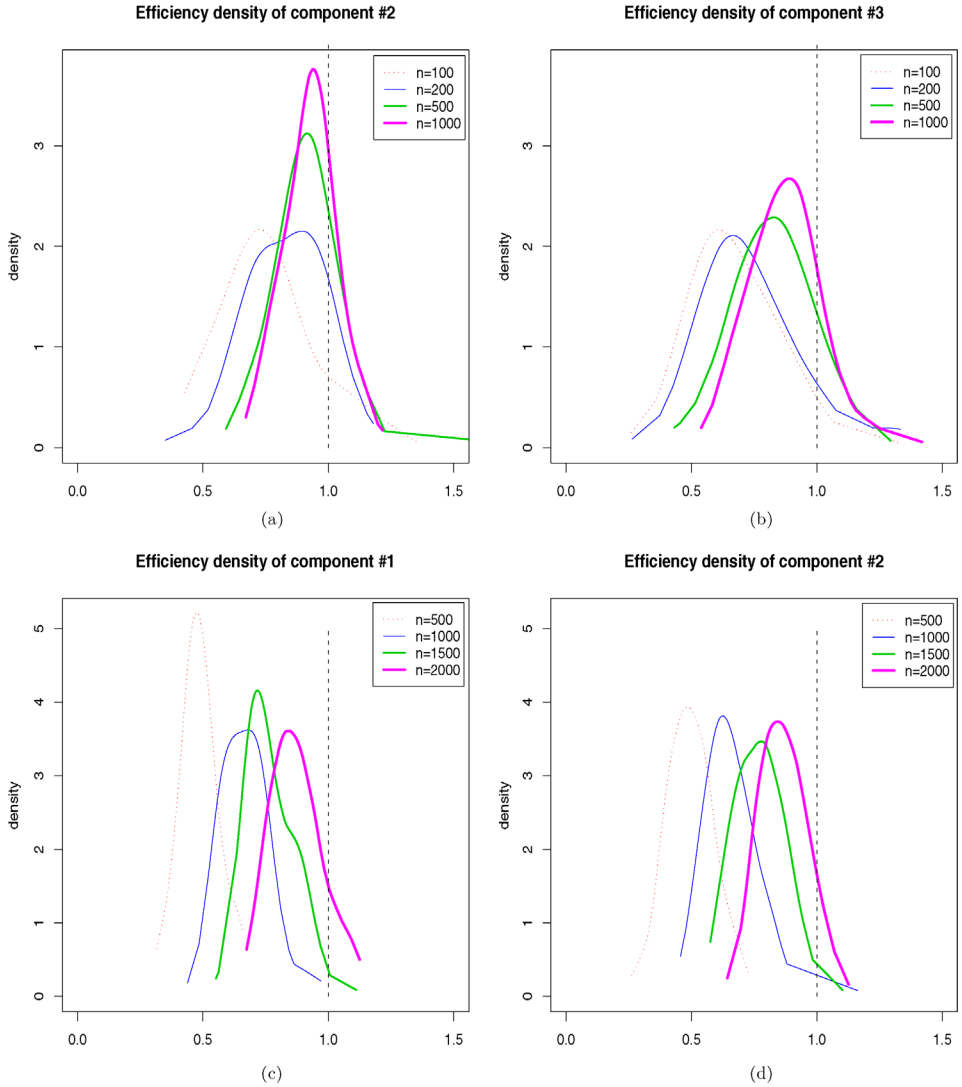 Efficiency density of component #2
density
3
2
1
0
n=100
n=200
n=500
n=1000
0.0 0.5 1.0 1.5
(a)
Efficiency density of component #3
density
3
2
1
0
n=100
n=200
n=500
n=1000
0.0 0.5 1.0 1.5
(b)
Efficiency density of component #1
density
5
4
3
2
1
0
n=500
n=1000
n=1500
n=2000
0.0 0.5 1.0 1.5
(c)
Efficiency density of component #2
density
5
4
3
2
1
0
n=500
n=1000
n=1500
n=2000
0.0 0.5 1.0 1.5
(d)